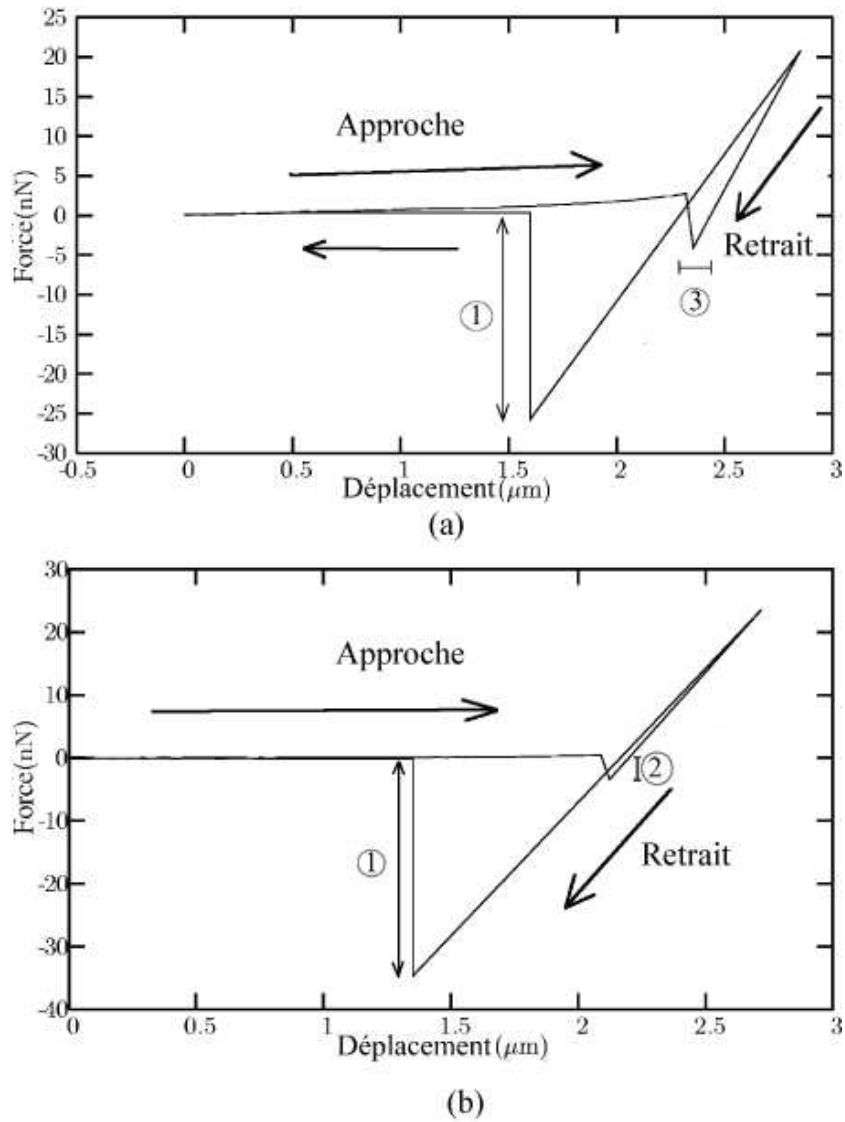 25
20
15
10
5
0
-5
-10
-15
-20
-25
-30
Force(nN)
Approche
Retrait
①
③
-0.5 0 0.5 1 1.5 2 2.5 3
Déplacement(μm)
(a)
30
20
10
0
-10
-20
-30
-40
Force(nN)
Approche
②
①
Retrait
0 0.5 1 1.5 2 2.5 3
Déplacement(μm)
(b)